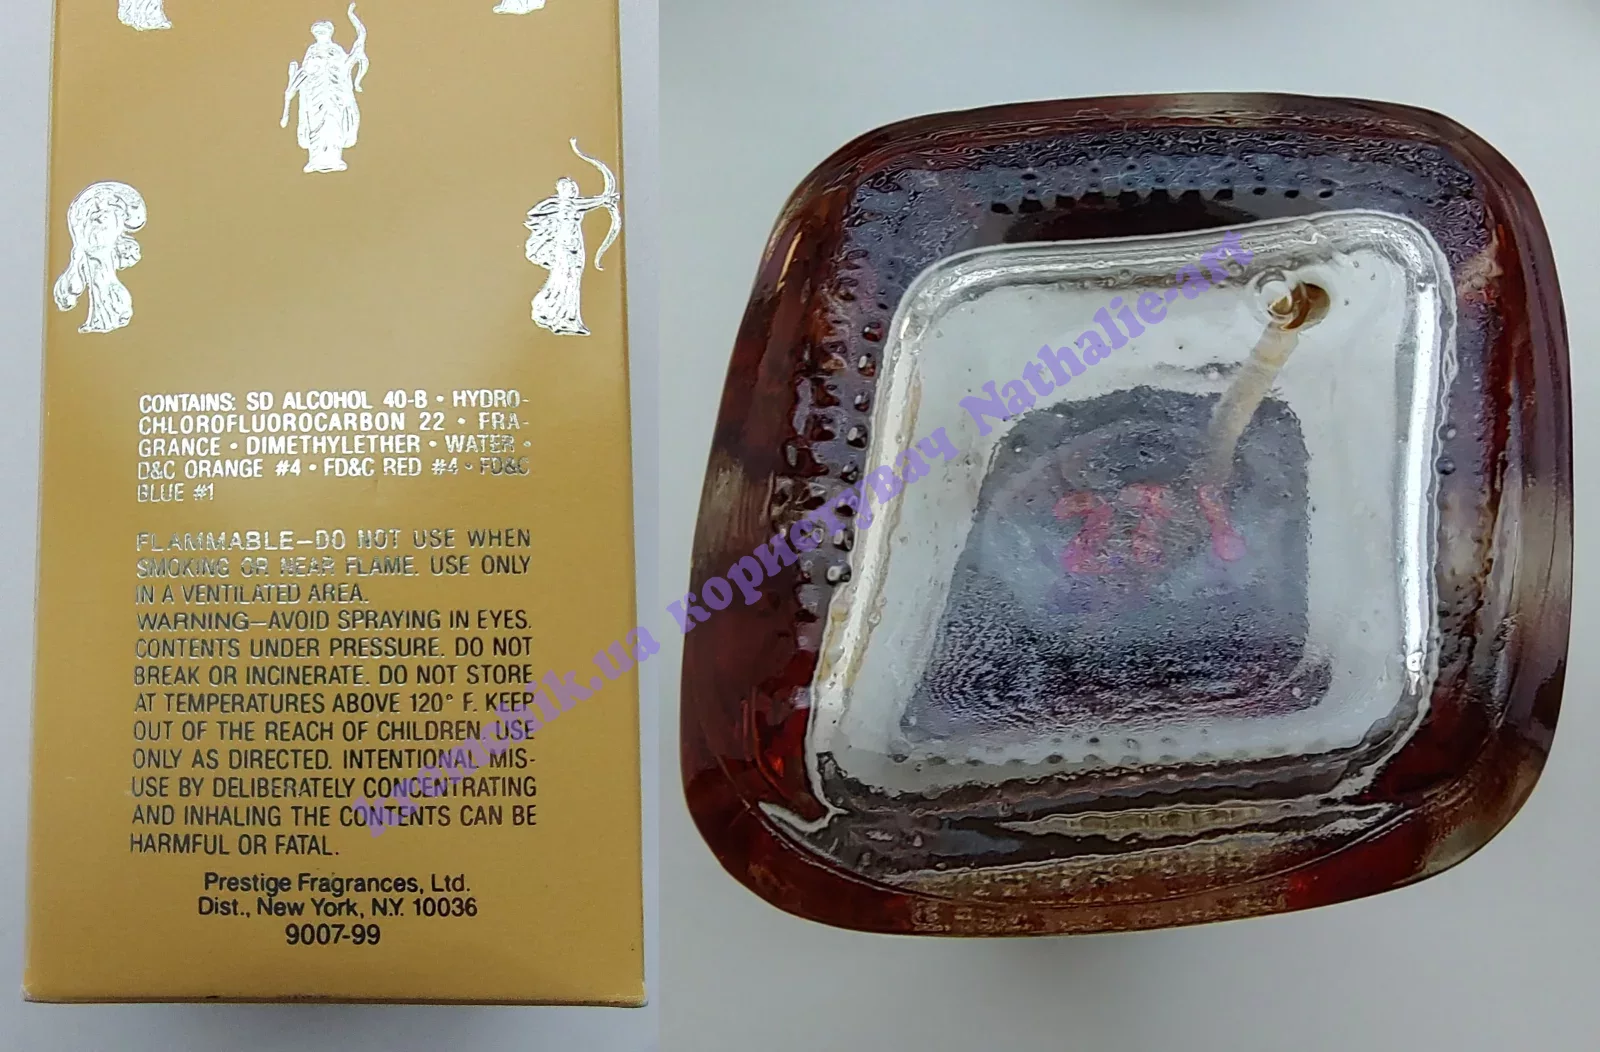 CONTAINS: SD ALCOHOL 40-B • HYDRO-
CHLOROFLUOROCARBON 22 • FRA-
GRANCE • DIMETHYLETHER • WATER •
D&C ORANGE #4 • FD&C RED #4 • FD&C
BLUE #1
FLAMMABLE—DO NOT USE WHEN
SMOKING OR NEAR FLAME. USE ONLY
IN A VENTILATED AREA.
WARNING—AVOID SPRAYING IN EYES.
CONTENTS UNDER PRESSURE. DO NOT
BREAK OR INCINERATE. DO NOT STORE
AT TEMPERATURES ABOVE 120° F. KEEP
OUT OF THE REACH OF CHILDREN. USE
ONLY AS DIRECTED. INTENTIONAL MIS-
USE BY DELIBERATELY CONCENTRATING
AND INHALING THE CONTENTS CAN BE
HARMFUL OR FATAL.
Prestige Fragrances, Ltd.
Dist., New York, N.Y. 10036
9007-99
користувач Nathalie-art